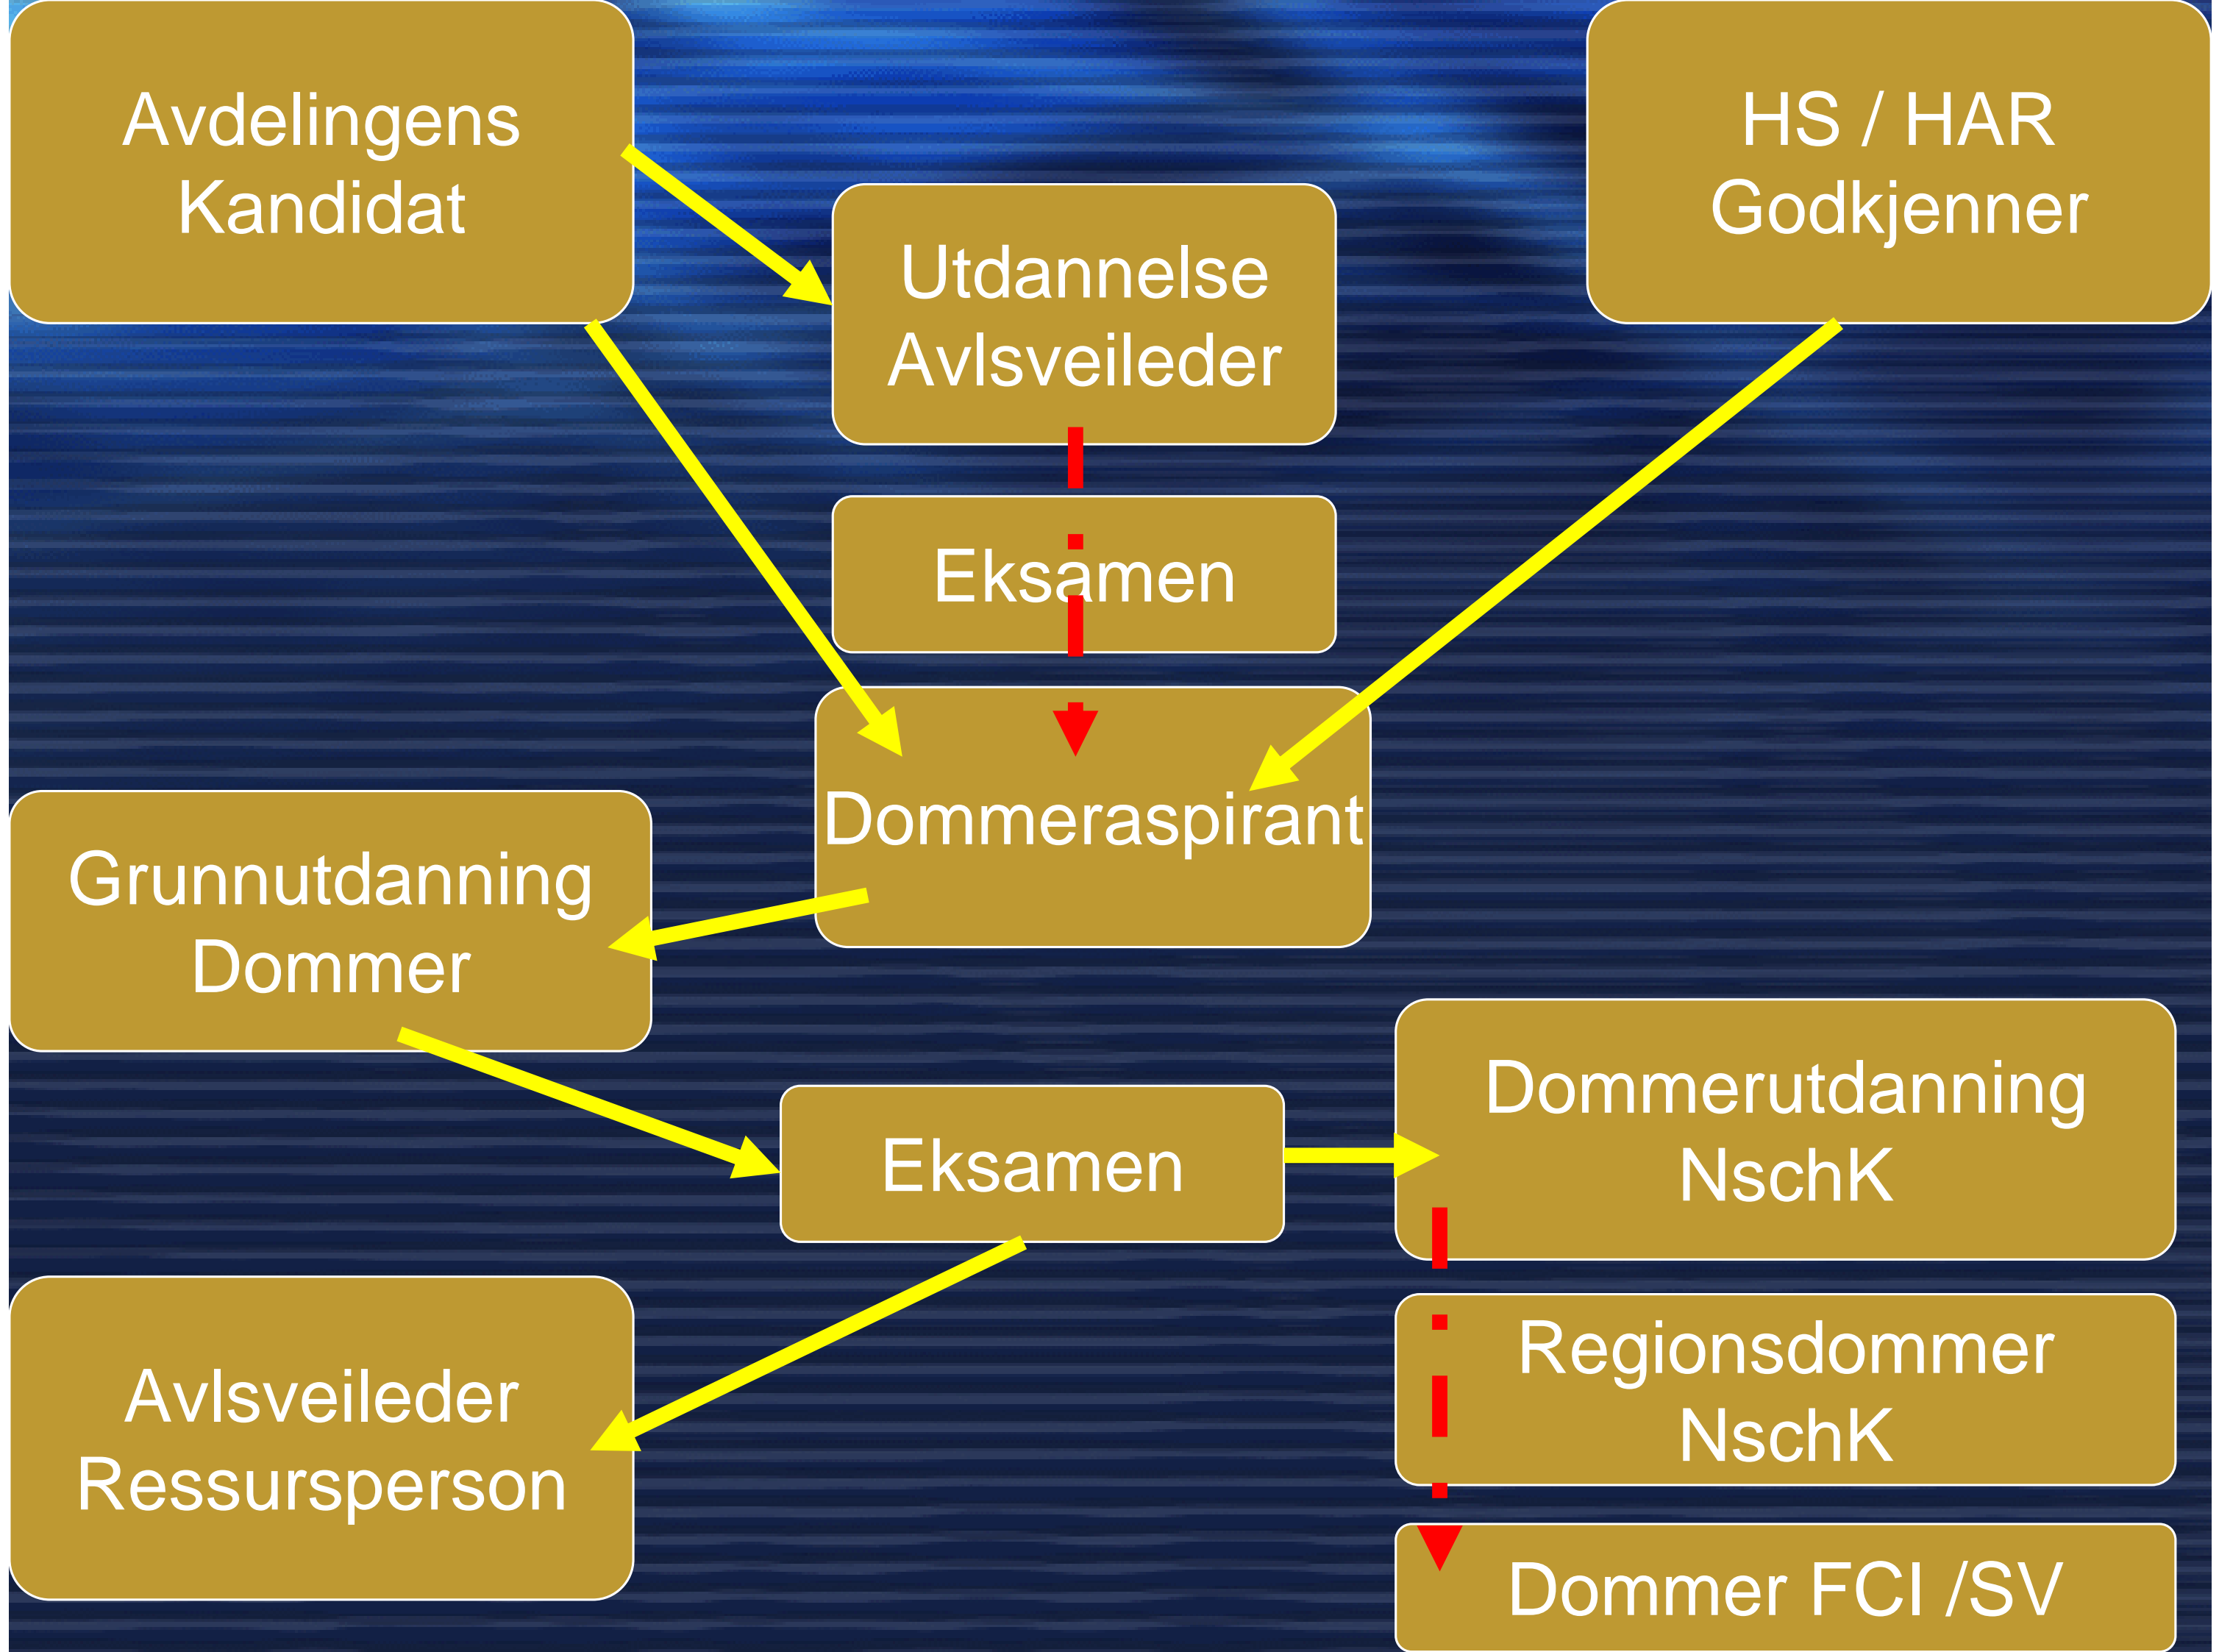 Avdelingens
Kandidat
HS / HAR
Godkjenner
Utdannelse
Avlsveileder
Eksamen
Dommeraspirant
Grunnutdanning
Dommer
Eksamen
Dommerutdanning
NschK
Regionsdommer
NschK
Avlsveileder
Ressursperson
Dommer FCI /SV